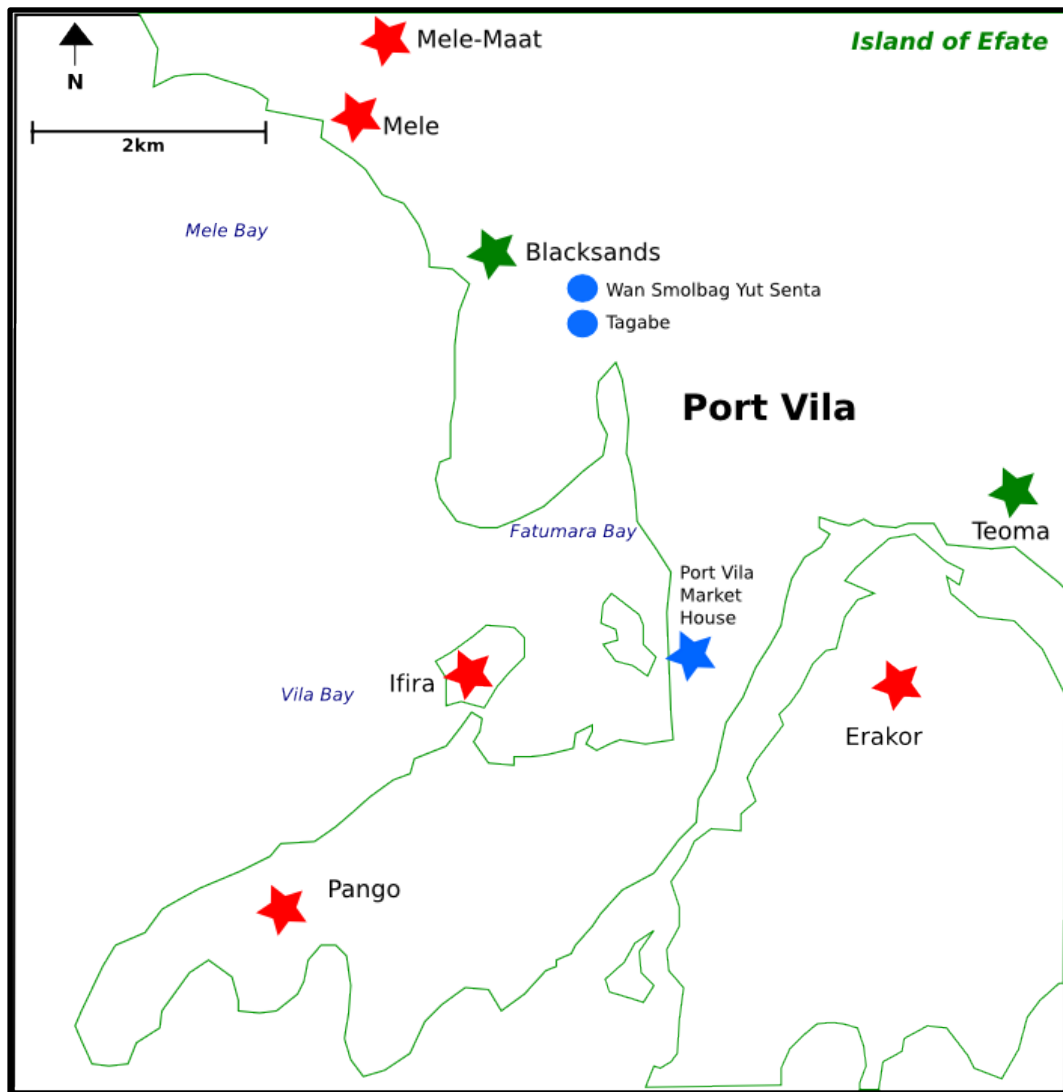 Mele-Maat
Island of Efate
N
Mele
2km
Mele Bay
Blacksands
Wan Smolbag Yut Senta
Tagabe
Port Vila
Teoma
Fatumara Bay
Port Vila
Market
House
Ifira
Vila Bay
Erakor
Pango